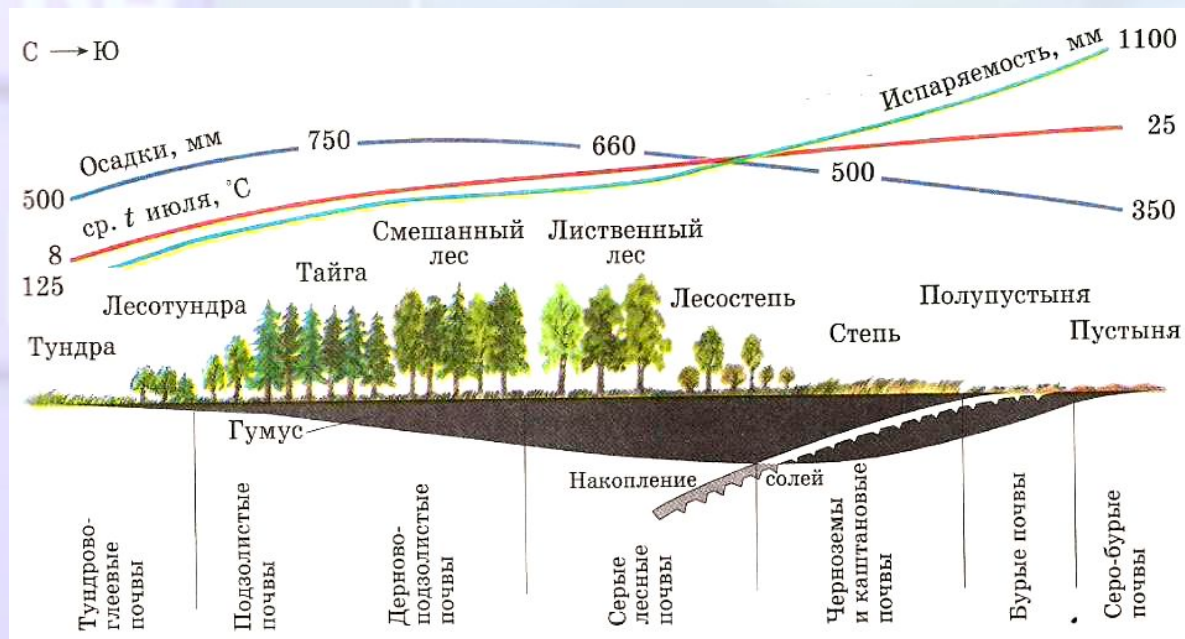 С → Ю
Испаряемость, мм
1100
Осадки, мм
750
660
25
500
500
350
ср. t июля, °С
8
125
Смешанный
лес
Лиственный
лес
Тайга
Лесотундра
Лесостепь
Полупустыня
Тундра
Степь
Пустыня
Гумус
Накопление
солей
Тундрово-
глеевые
почвы
Подзолистые
почвы
Дерново-
подзолистые
почвы
Серые
лесные
почвы
Черноземы
и каштановые
почвы
Бурые почвы
Серо-бурые
почвы